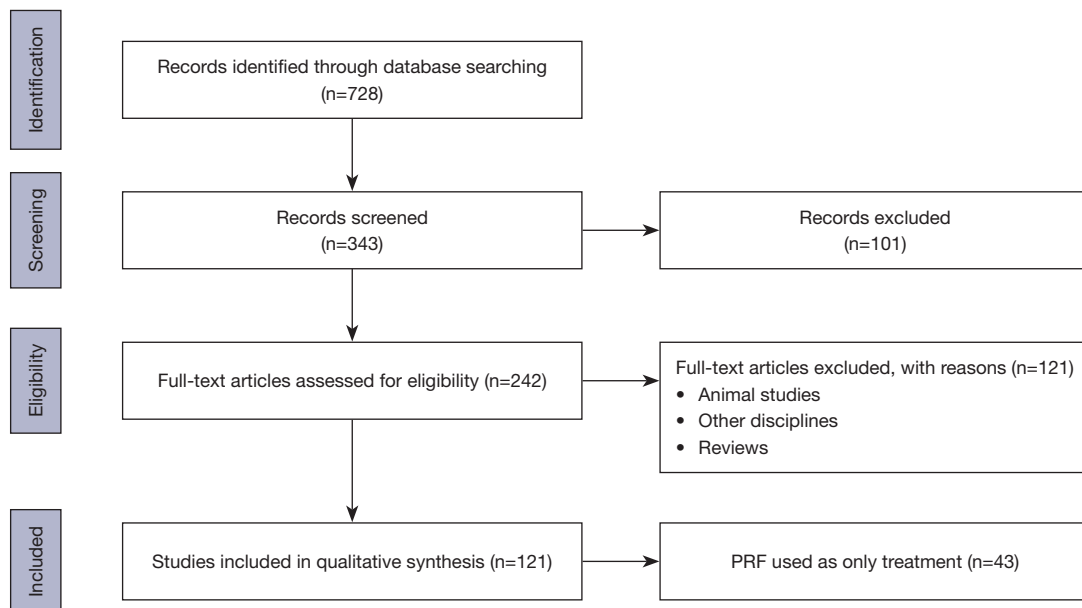 Identification
Records identified through database searching
(n=728)
Screening
Records screened
(n=343)
Records excluded
(n=101)
Eligibility
Full-text articles assessed for eligibility (n=242)
Full-text articles excluded, with reasons (n=121)
• Animal studies
• Other disciplines
• Reviews
Included
Studies included in qualitative synthesis (n=121)
PRF used as only treatment (n=43)